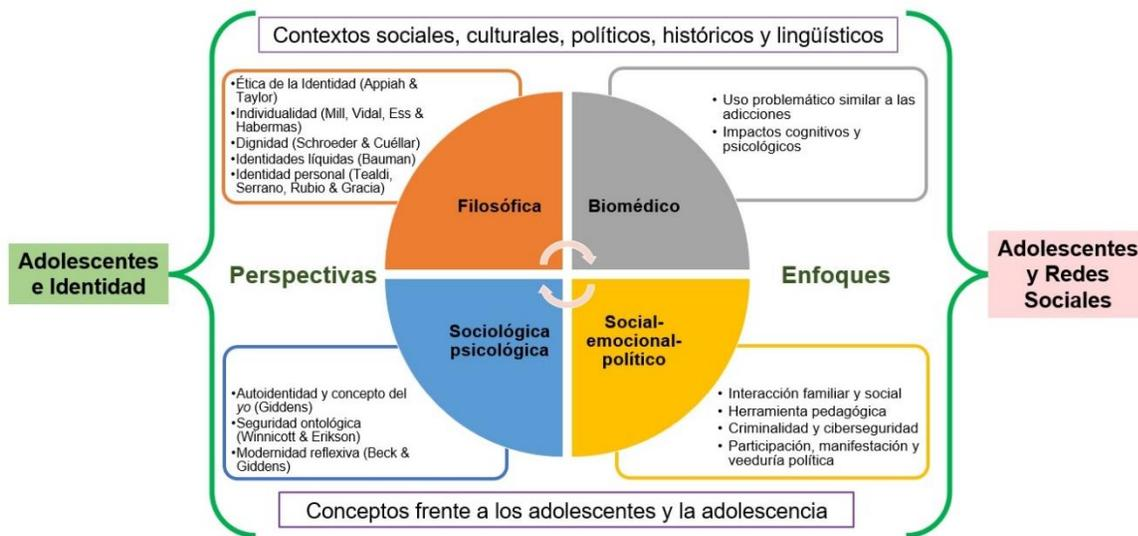 Contextos sociales, culturales, políticos, históricos y lingüísticos
•Ética de la Identidad (Appiah &
Taylor)
•Individualidad (Mill, Vidal, Ess &
Habermas)
•Dignidad (Schroeder & Cuéllar)
•Identidades líquidas (Bauman)
•Identidad personal (Tealdi,
Serrano, Rubio & Gracia)
• Uso problemático similar a las
adicciones
• Impactos cognitivos y
psicológicos
Filosófica
Biomédico
Adolescentes
e Identidad
Perspectivas
Enfoques
Adolescentes
y Redes
Sociales
Sociológica
psicológica
Social-
emocional-
político
•Autoidentidad y concepto del
yo (Giddens)
•Seguridad ontológica
(Winnicott & Erikson)
•Modernidad reflexiva (Beck &
Giddens)
• Interacción familiar y social
• Herramienta pedagógica
• Criminalidad y ciberseguridad
• Participación, manifestación y
veeduría política
Conceptos frente a los adolescentes y la adolescencia